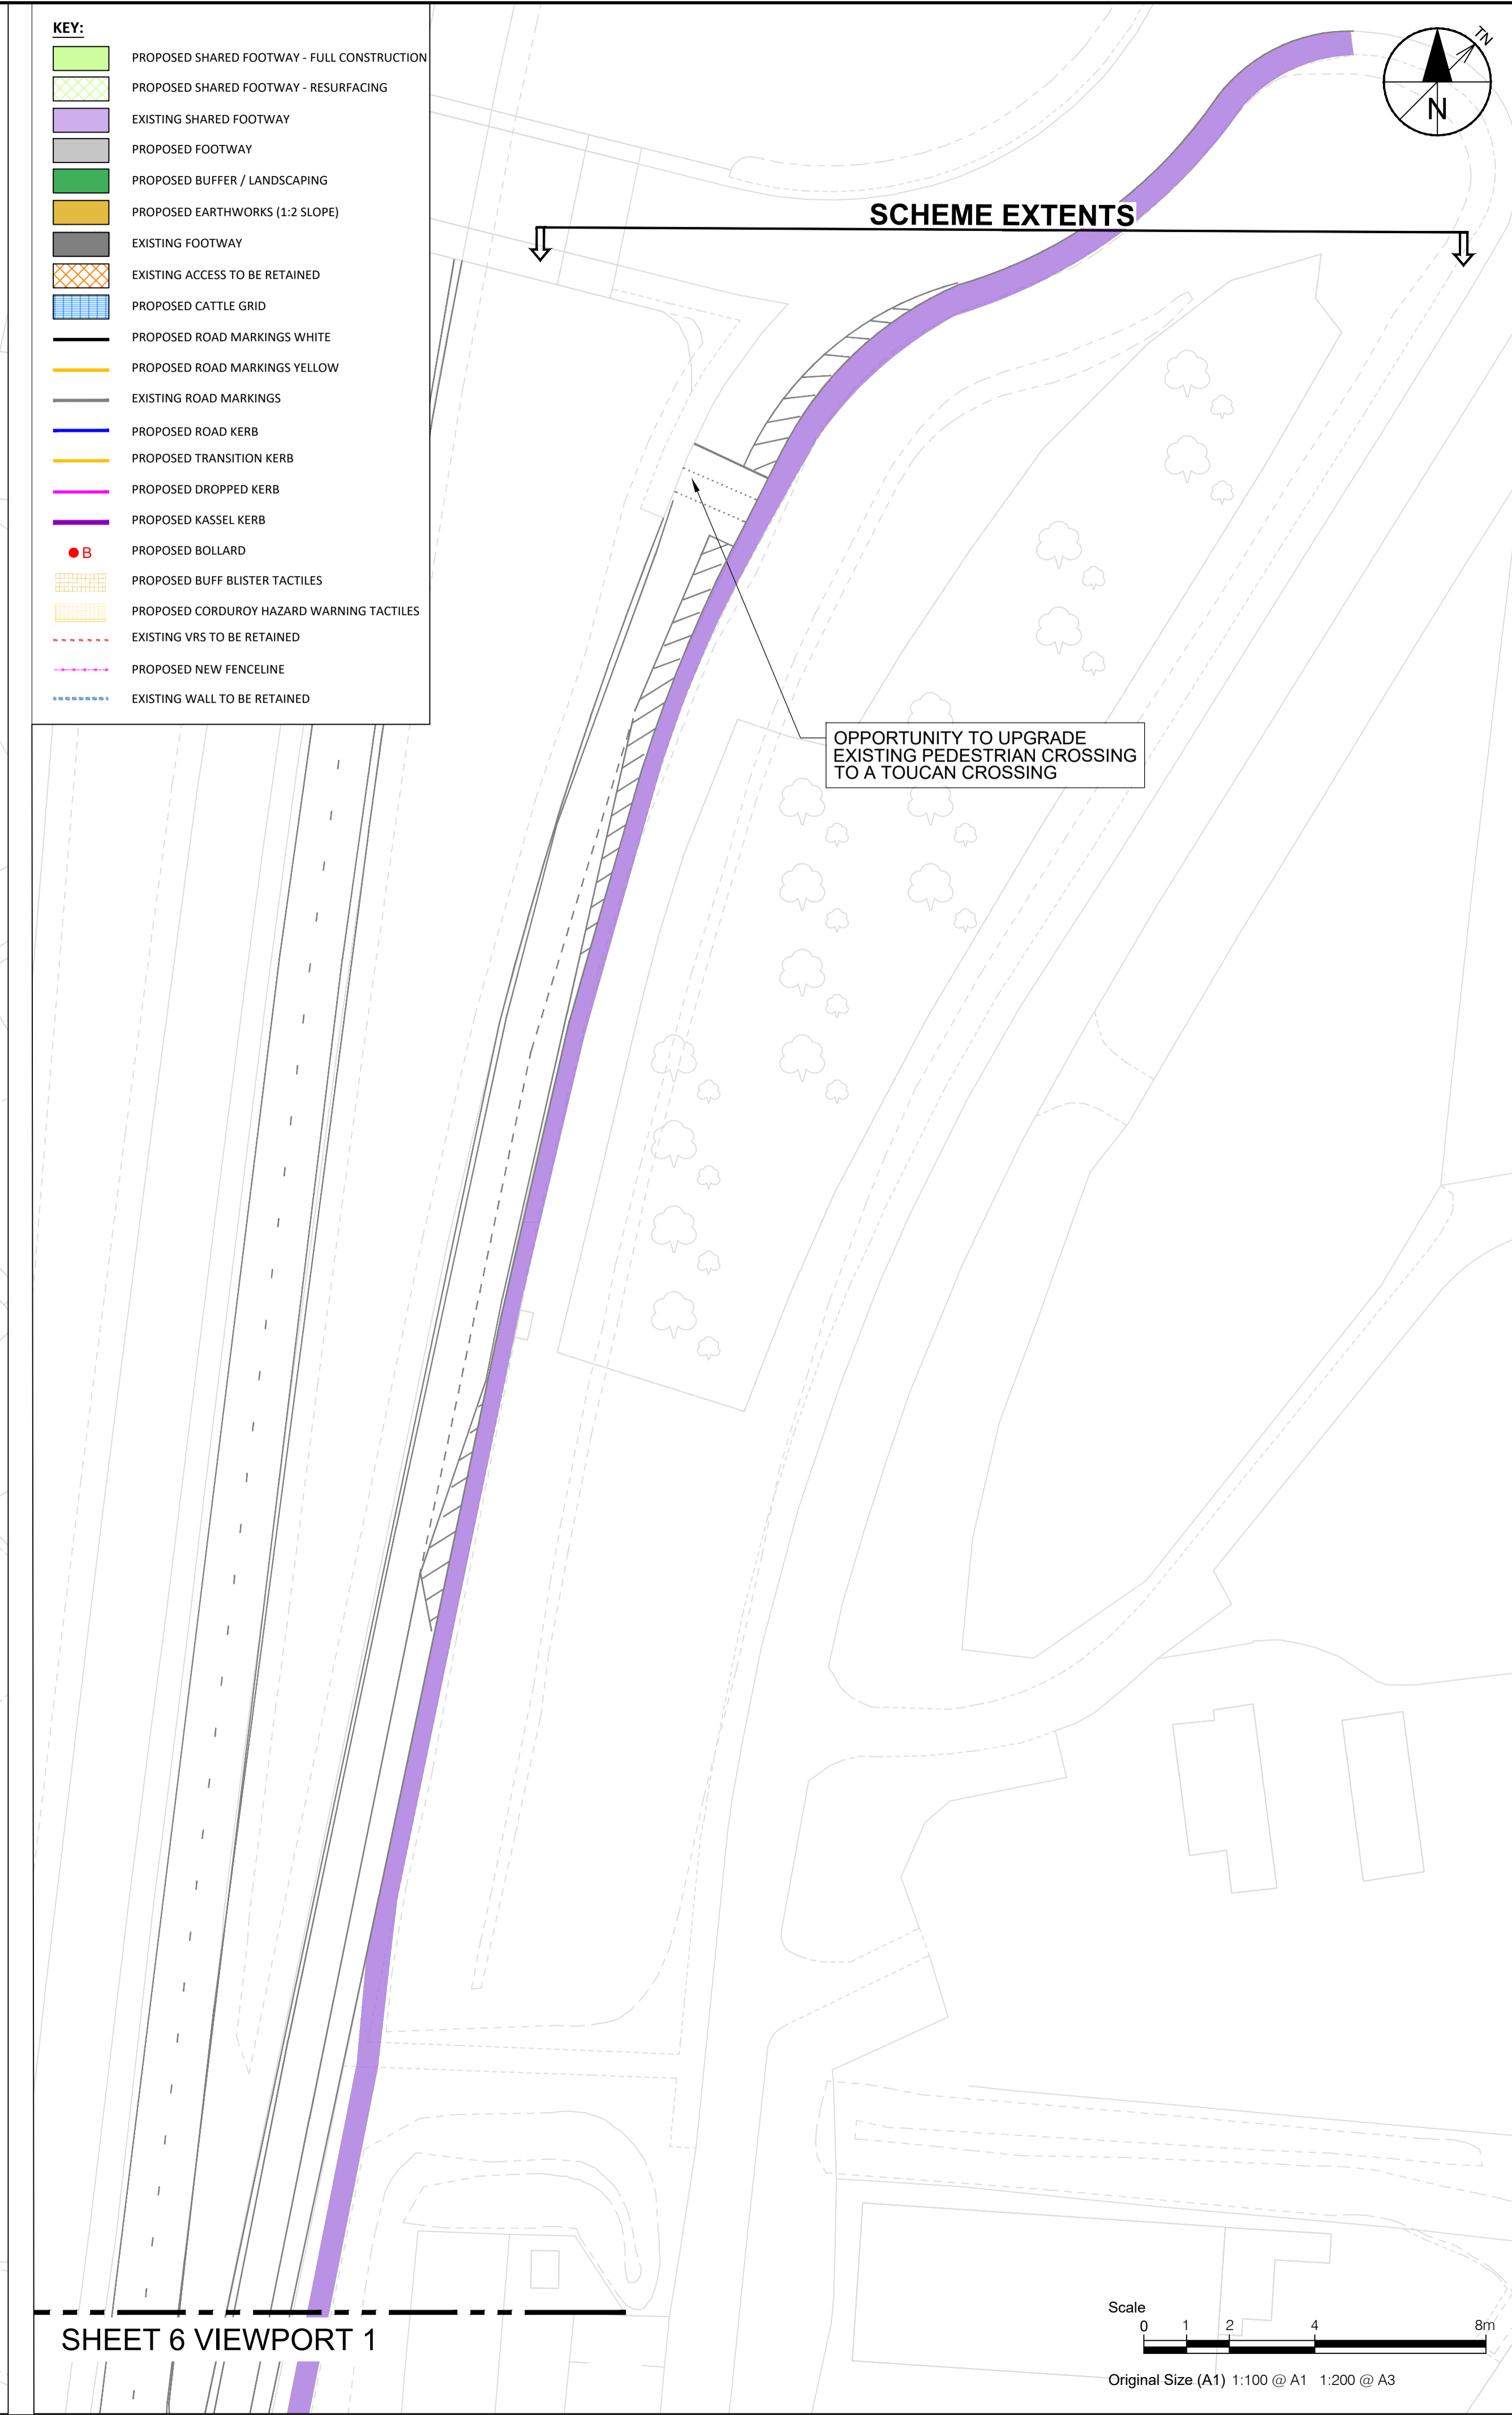 KEY:
PROPOSED SHARED FOOTWAY - FULL CONSTRUCTION
PROPOSED SHARED FOOTWAY - RESURFACING
EXISTING SHARED FOOTWAY
PROPOSED FOOTWAY
PROPOSED BUFFER / LANDSCAPING
PROPOSED EARTHWORKS (1:2 SLOPE)
EXISTING FOOTWAY
EXISTING ACCESS TO BE RETAINED
PROPOSED CATTLE GRID
PROPOSED ROAD MARKINGS WHITE
PROPOSED ROAD MARKINGS YELLOW
EXISTING ROAD MARKINGS
PROPOSED ROAD KERB
PROPOSED TRANSITION KERB
PROPOSED DROPPED KERB
PROPOSED KASSEL KERB
B PROPOSED BOLLARD
PROPOSED BUFF BLISTER TACTILES
PROPOSED CORDUROY HAZARD WARNING TACTILES
EXISTING VRS TO BE RETAINED
PROPOSED NEW FENCELINE
EXISTING WALL TO BE RETAINED
TN
N
SCHEME EXTENTS
OPPORTUNITY TO UPGRADE
EXISTING PEDESTRIAN CROSSING
TO A TOUCAN CROSSING
SHEET 6 VIEWPORT 1
Scale
0 1 2 4 8m
Original Size (A1) 1:100 @ A1 1:200 @ A3